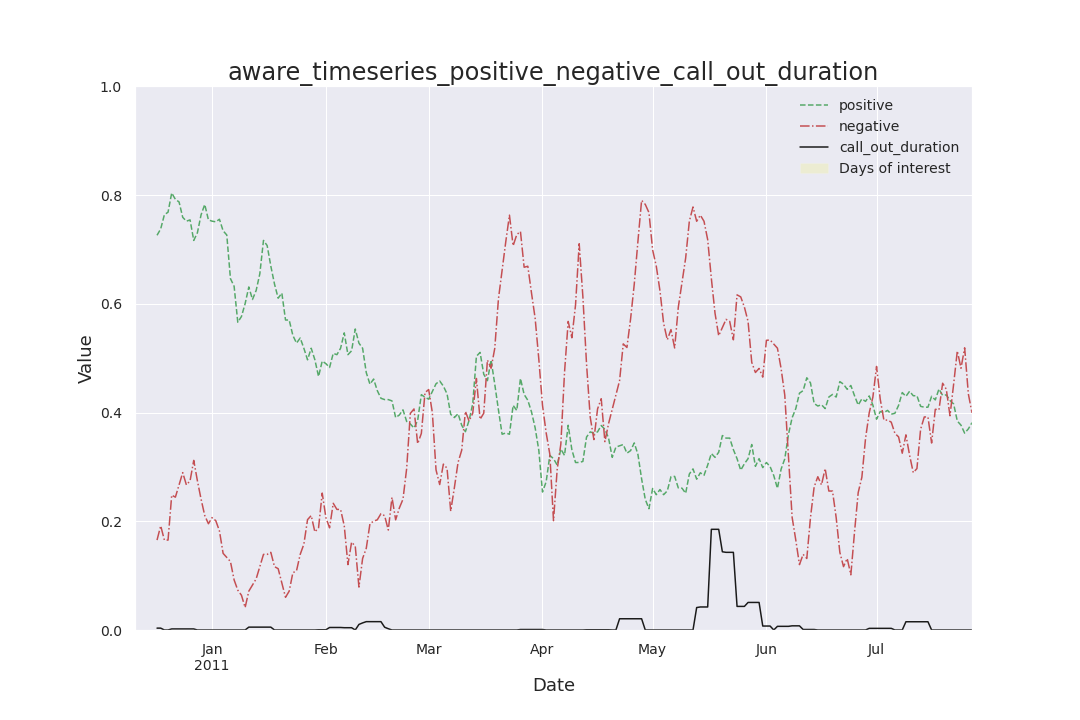 aware_timeseries_positive_negative_call_out_duration
1.0
0.8
0.6
0.4
0.2
0.0
Value
positive
negative
call_out_duration
Days of interest
Jan
2011
Feb
Mar
Apr
May
Jun
Jul
Date